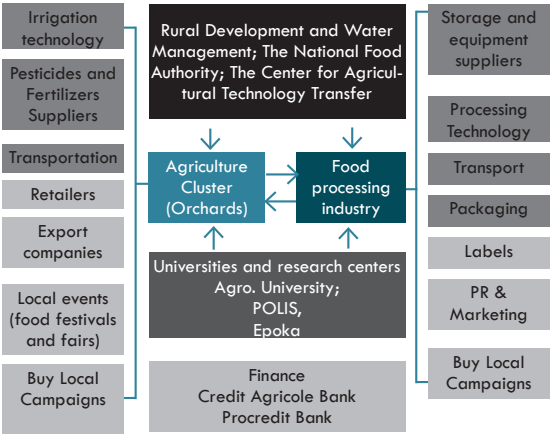 Irrigation
technology
Pesticides and
Fertilizers
Suppliers
Transportation
Retailers
Export
companies
Local events
(food festivals
and fairs)
Buy Local
Campaigns
Rural Development and Water
Management; The National Food
Authority; The Center for Agricul-
tural Technology Transfer
Agriculture
Cluster
(Orchards)
Food
processing
industry
Universities and research centers
Agro. University;
POLIS,
Epoka
Finance
Credit Agricole Bank
Procredit Bank
Storage and
equipment
suppliers
Processing
Technology
Transport
Packaging
Labels
PR &
Marketing
Buy Local
Campaigns